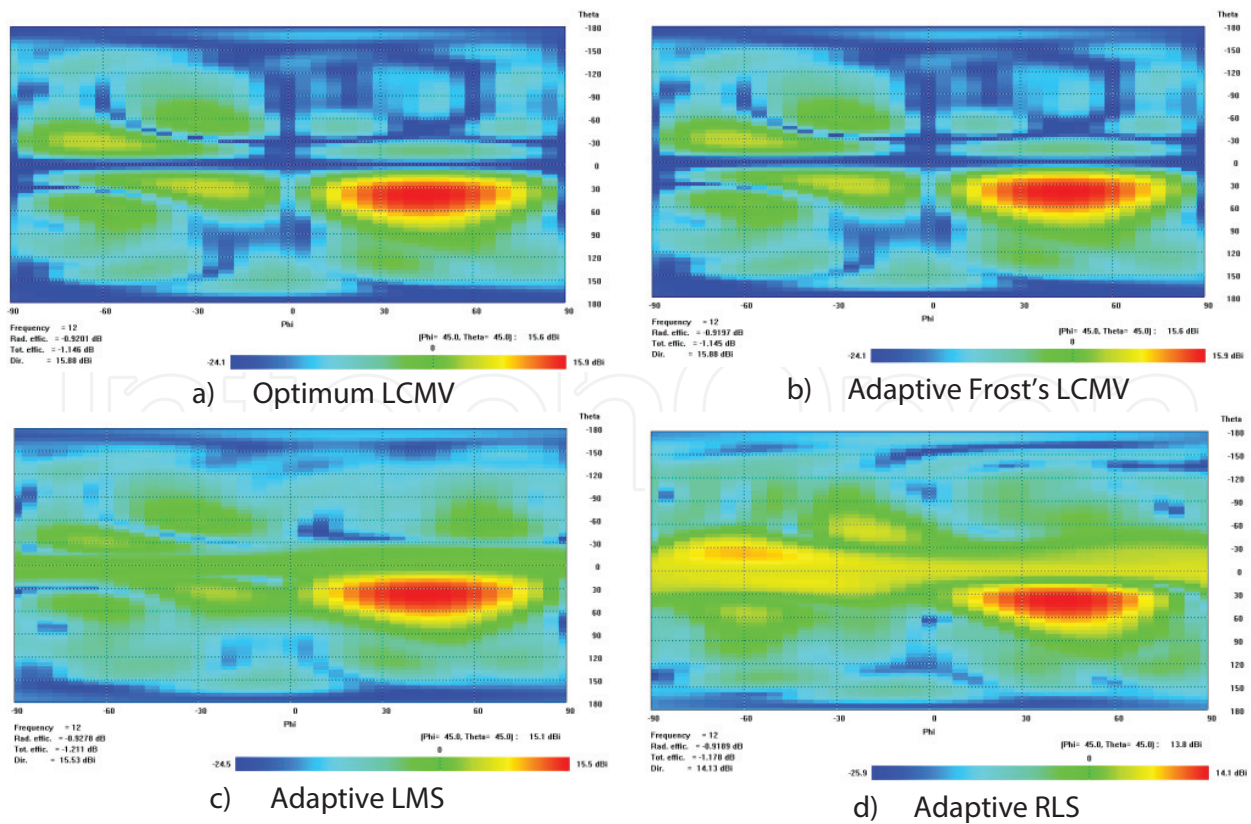 Theta
-180
-150
-120
-90
-60
-30
0
30
60
90
120
150
180
-90 -60 -30 0 30 60 90
Phi
Frequency = 12
Rad. effic. = -0.9201 dB
Tot. effic. = -1.146 dB
Dir. = 15.88 dBi
[Phi= 45.0, Theta= 45.0] : 15.6 dBi
0
-24.1 15.9 dBi
a) Optimum LCMV
Theta
-180
-150
-120
-90
-60
-30
0
30
60
90
120
150
180
-90 -60 -30 0 30 60 90
Phi
Frequency = 12
Rad. effic. = -0.9197 dB
Tot. effic. = -1.145 dB
Dir. = 15.88 dBi
[Phi= 45.0, Theta= 45.0] : 15.6 dBi
0
-24.1 15.9 dBi
b) Adaptive Frost's LCMV
Theta
-180
-150
-120
-90
-60
-30
0
30
60
90
120
150
180
-90 -60 -30 0 30 60 90
Phi
Frequency = 12
Rad. effic. = -0.9278 dB
Tot. effic. = -1.211 dB
Dir. = 15.53 dBi
[Phi= 45.0, Theta= 45.0] : 15.1 dBi
0
-24.5 15.5 dBi
c) Adaptive LMS
Theta
-180
-150
-120
-90
-60
-30
0
30
60
90
120
150
180
-90 -60 -30 0 30 60 90
Phi
Frequency = 12
Rad. effic. = -0.9189 dB
Tot. effic. = -1.178 dB
Dir. = 14.13 dBi
[Phi= 45.0, Theta= 45.0] : 13.8 dBi
0
-25.9 14.1 dBi
d) Adaptive RLS